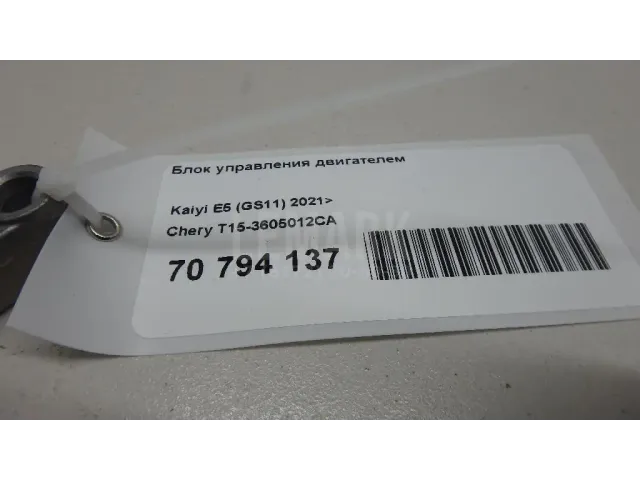 Блок управления двигателем
Kaiyi E5 (GS11) 2021>
Chery T15-3605012CA
70 794 137